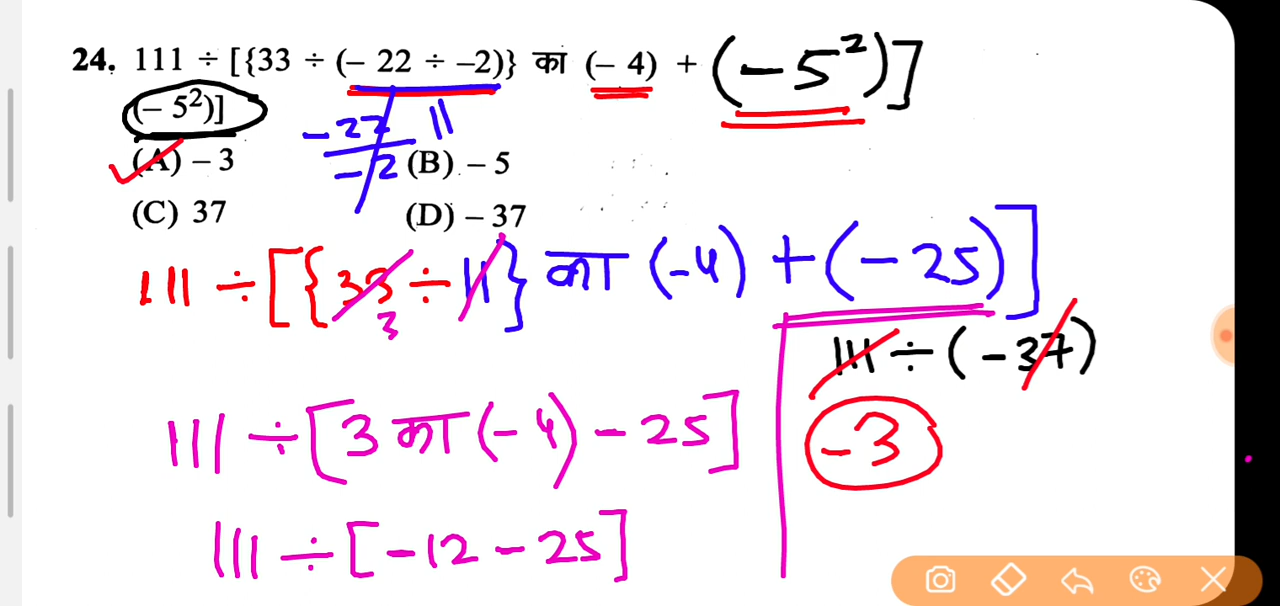 24. 111 ÷ [{33 ÷ (– 22 ÷ –2)} का (– 4) + (– 5²)]
(– 5²)]
– 22 11
– 2
(A) – 3 (B) – 5
(C) 37 (D) – 37
111 ÷ [{33 ÷ 11} का (–4) + (– 25)]
3
111 ÷ (– 37)
111 ÷ [3 का (– 4) – 25]
– 3
111 ÷ [– 12 – 25]